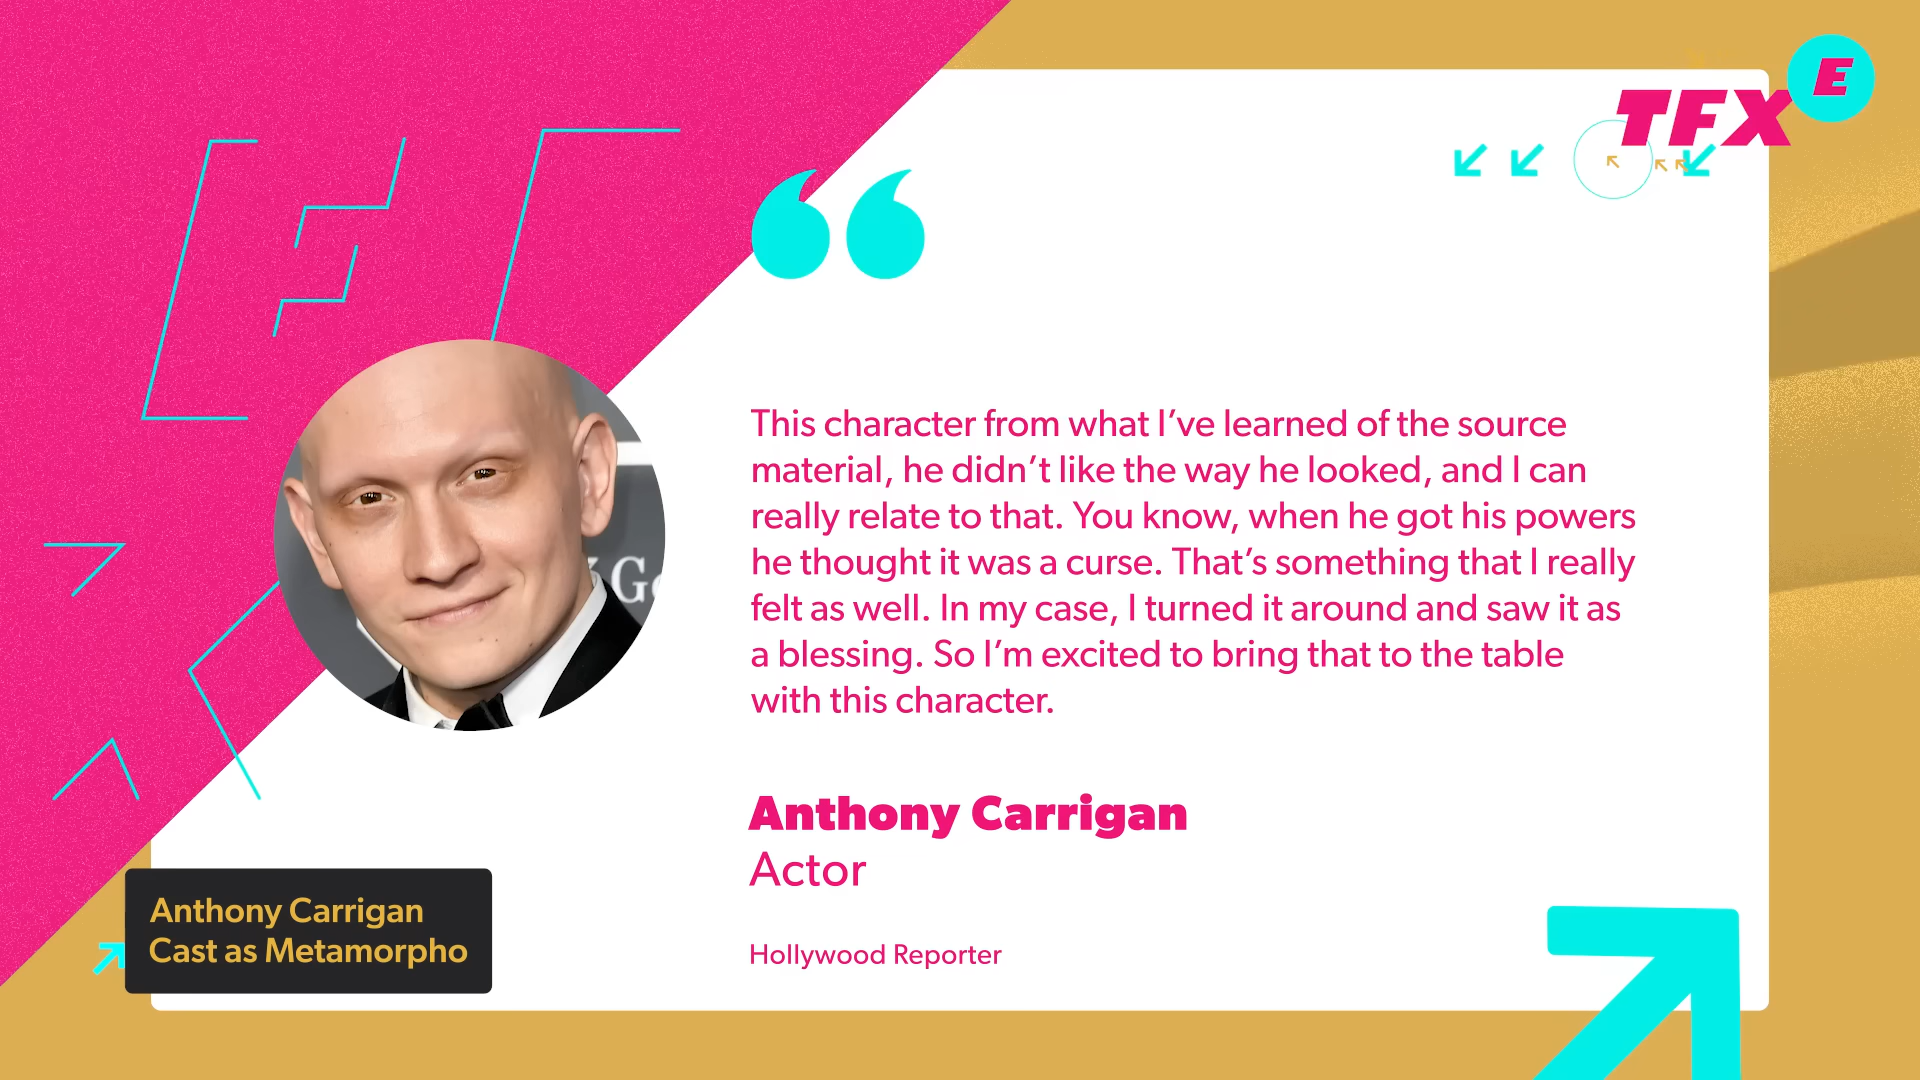 TFX E
This character from what I’ve learned of the source
material, he didn’t like the way he looked, and I can
really relate to that. You know, when he got his powers
he thought it was a curse. That’s something that I really
felt as well. In my case, I turned it around and saw it as
a blessing. So I’m excited to bring that to the table
with this character.
Anthony Carrigan
Actor
Hollywood Reporter
Anthony Carrigan
Cast as Metamorpho